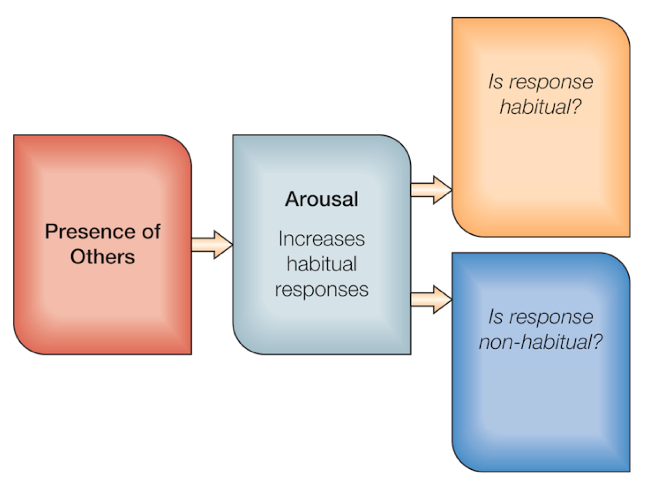 Presence of
Others
Arousal
Increases
habitual
responses
Is response
habitual?
Is response
non-habitual?